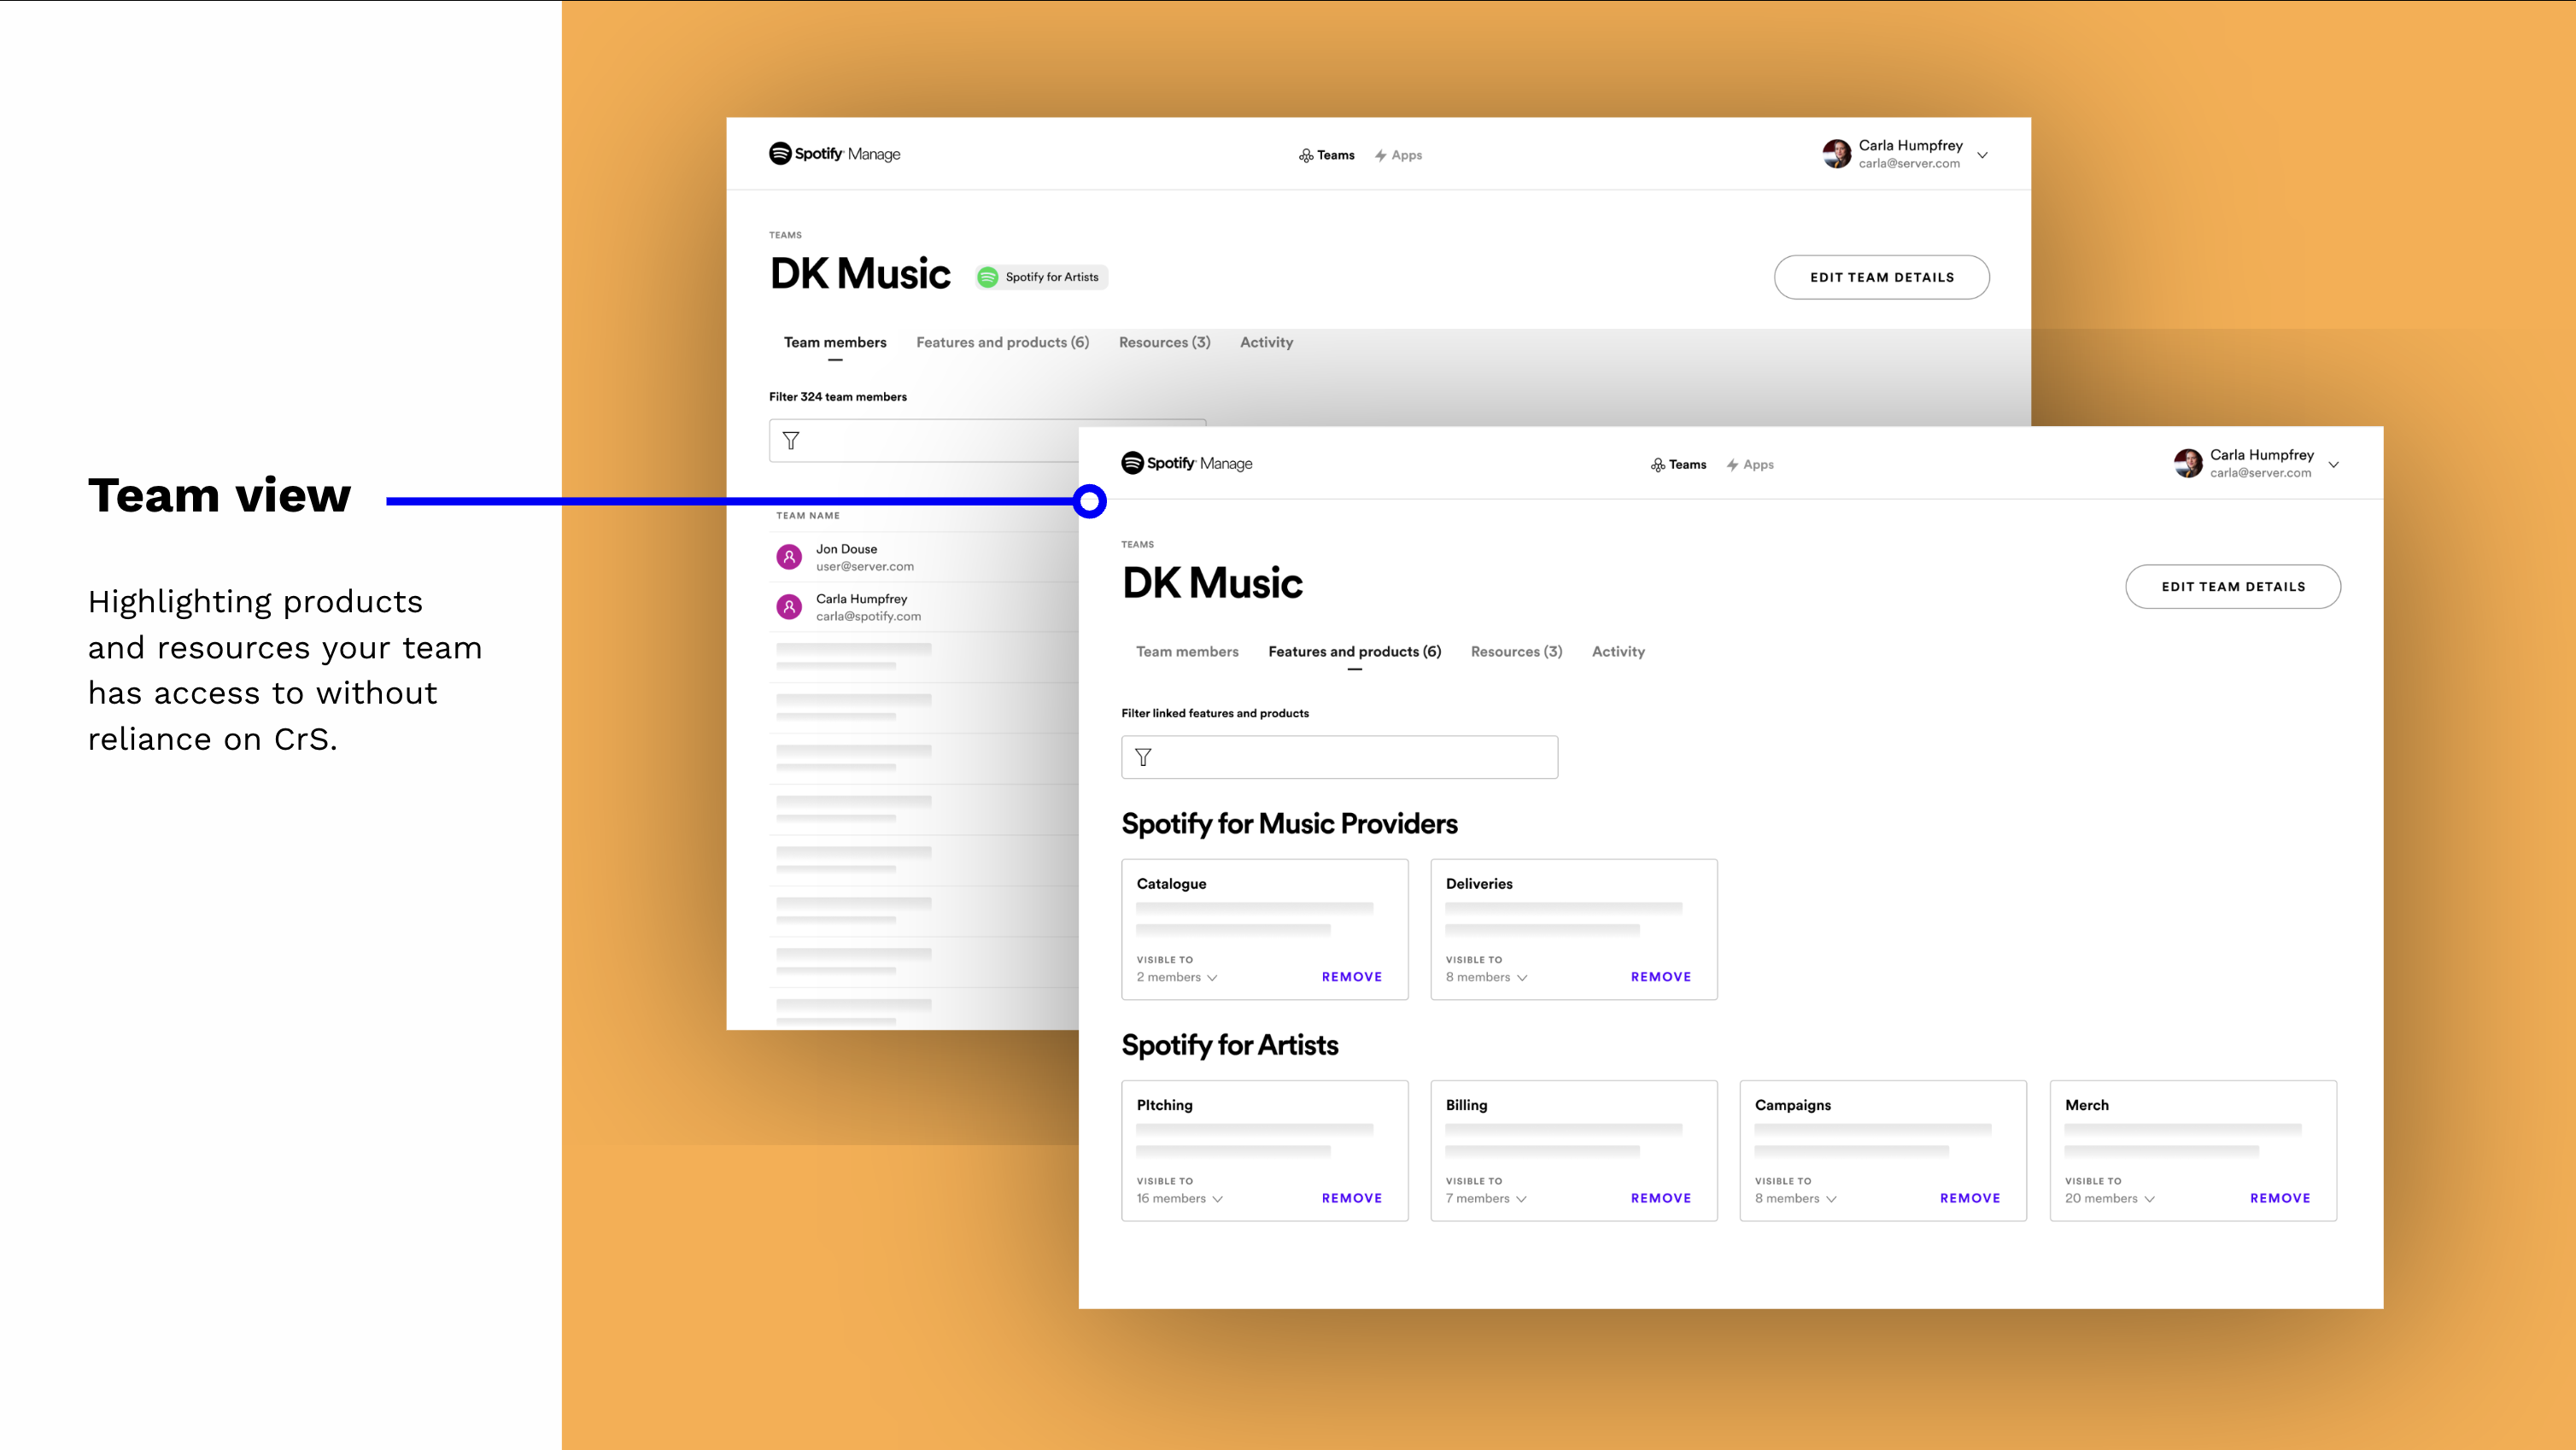 Team view
Highlighting products
and resources your team
has access to without
reliance on CrS.
Spotify Manage
Teams
Apps
Carla Humpfrey
carla@server.com
TEAMS
DK Music
Spotify for Artists
EDIT TEAM DETAILS
Team members
Features and products (6)
Resources (3)
Activity
Filter 324 team members
TEAM NAME
Jon Douse
user@server.com
Carla Humpfrey
carla@spotify.com
Spotify Manage
Teams
Apps
Carla Humpfrey
carla@server.com
TEAMS
DK Music
EDIT TEAM DETAILS
Team members
Features and products (6)
Resources (3)
Activity
Filter linked features and products
Spotify for Music Providers
Catalogue
VISIBLE TO
2 members
REMOVE
Deliveries
VISIBLE TO
8 members
REMOVE
Spotify for Artists
PItching
VISIBLE TO
16 members
REMOVE
Billing
VISIBLE TO
7 members
REMOVE
Campaigns
VISIBLE TO
8 members
REMOVE
Merch
VISIBLE TO
20 members
REMOVE